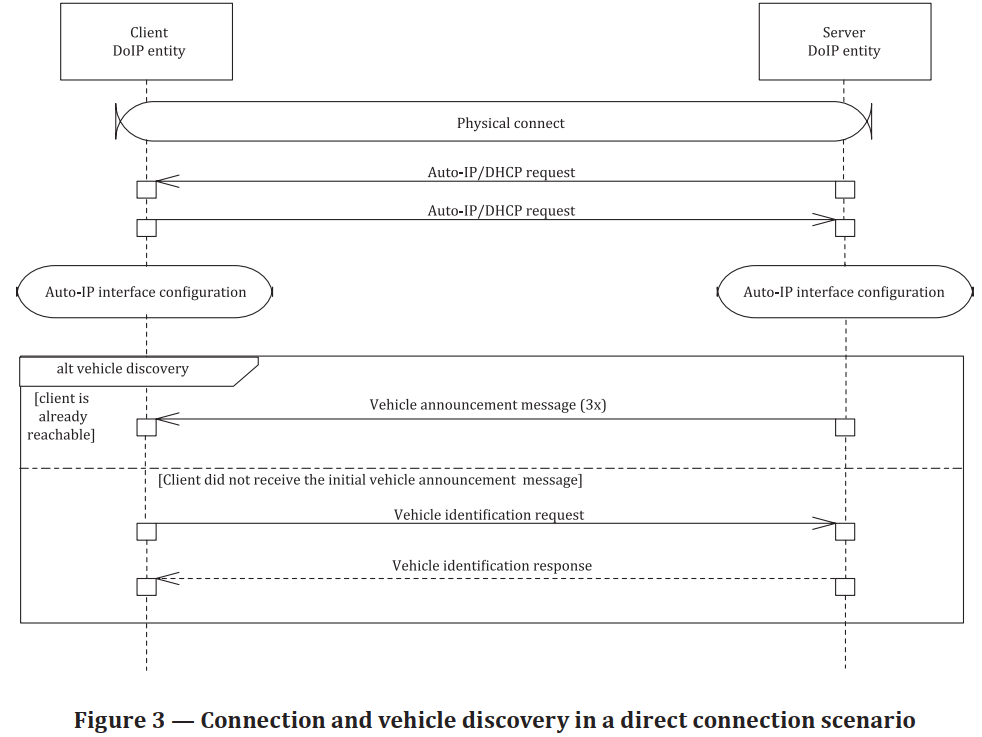 Client
DoIP entity
Server
DoIP entity
Physical connect
Auto-IP/DHCP request
Auto-IP/DHCP request
Auto-IP interface configuration
Auto-IP interface configuration
alt vehicle discovery
[client is
already
reachable]
Vehicle announcement message (3x)
[Client did not receive the initial vehicle announcement message]
Vehicle identification request
Vehicle identification response
Figure 3 — Connection and vehicle discovery in a direct connection scenario